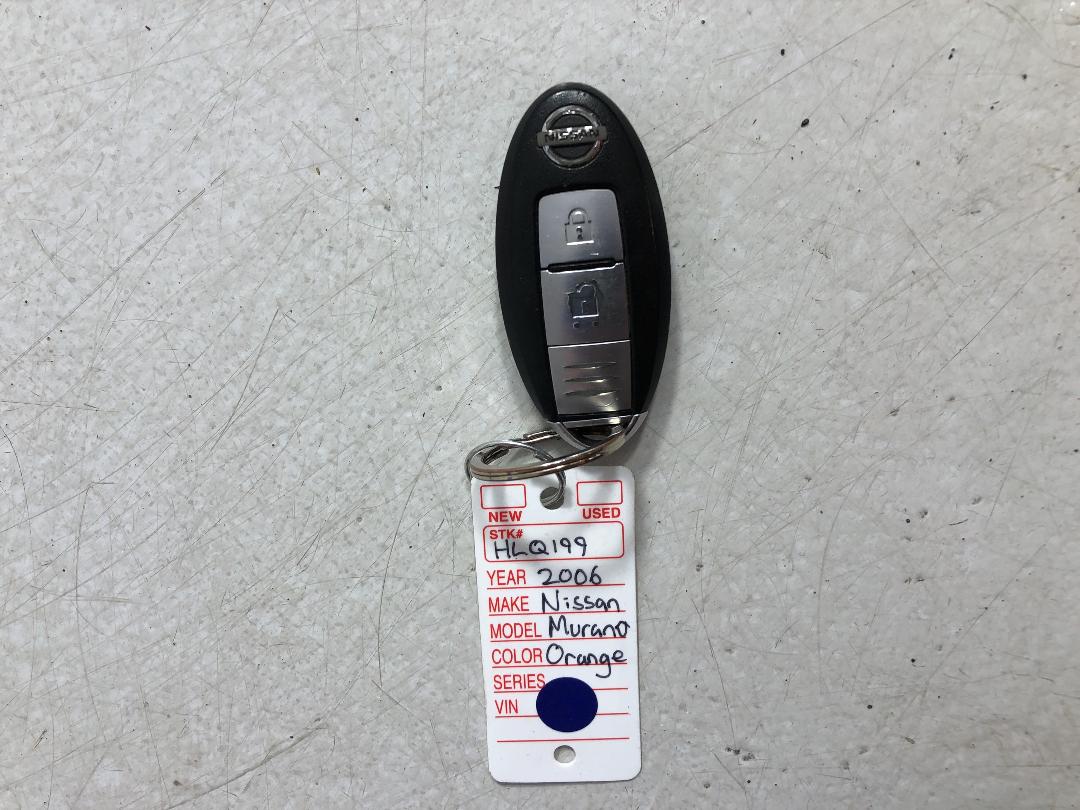 NISSAN
NEW USED
STK#
HLQ199
YEAR 2006
MAKE Nissan
MODEL Murano
COLOR Orange
SERIES
VIN